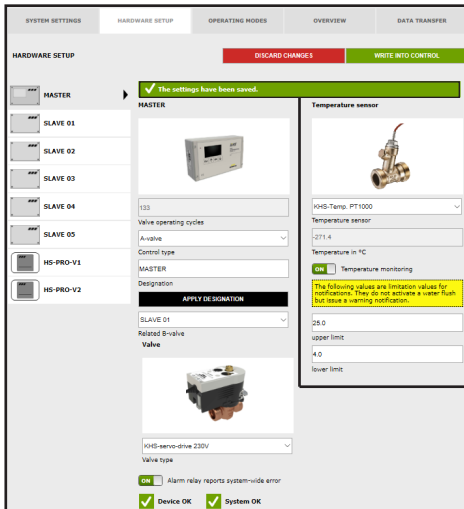 SYSTEM SETTINGS
HARDWARE SETUP
OPERATING MODES
OVERVIEW
DATA TRANSFER
HARDWARE SETUP
DISCARD CHANGES
WRITE INTO CONTROL
MASTER
SLAVE 01
SLAVE 02
SLAVE 03
SLAVE 04
SLAVE 05
HS-PRO-V1
HS-PRO-V2
The settings have been saved.
MASTER
133
Valve operating cycles
A-valve
Control type
MASTER
Designation
APPLY DESIGNATION
SLAVE 01
Related B-valve
Valve
KHS-servo-drive 230V
Valve type
ON Alarm relay reports system-wide error
Device OK
System OK
Temperature sensor
KHS-Temp. PT1000
Temperature sensor
-271.4
Temperature in °C
ON Temperature monitoring
The following values are limitation values for
notifications. They do not activate a water flush
but issue a warning notification.
25.0
upper limit
4.0
lower limit